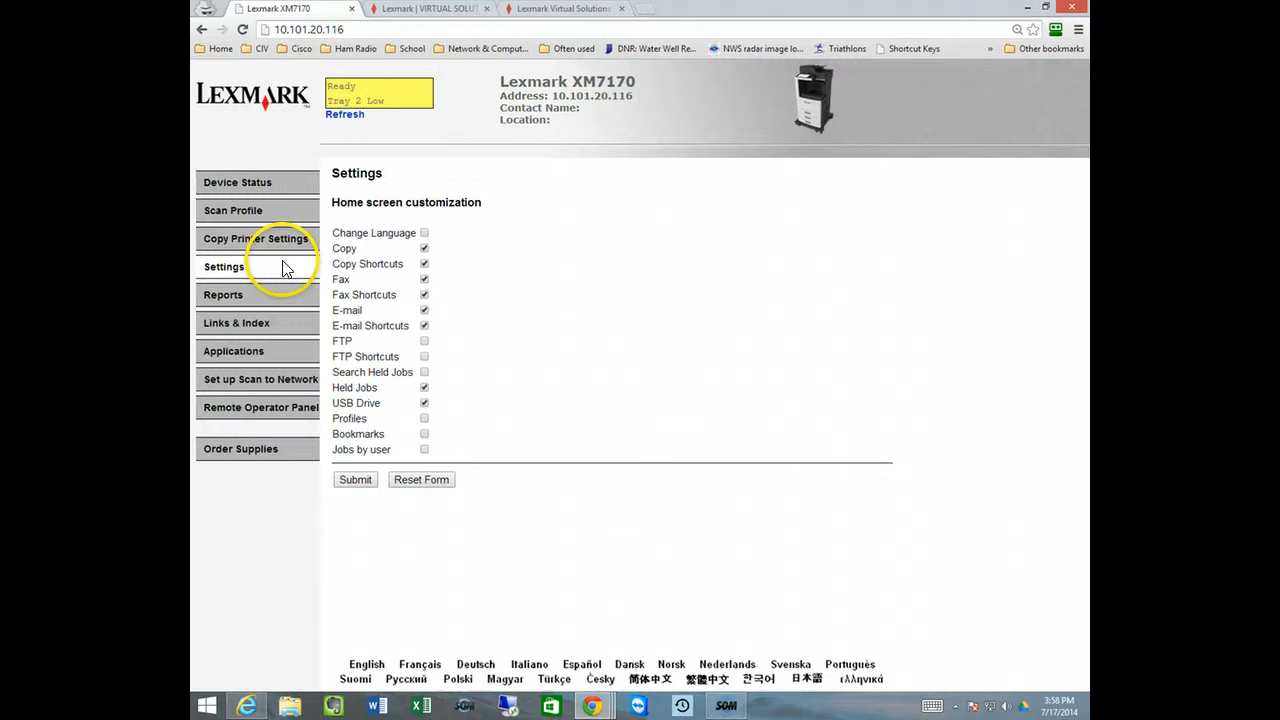 Lexmark XM7170
Lexmark | VIRTUAL SOLUT
Lexmark Virtual Solutions
10.101.20.116
Home
CIV
Cisco
Ham Radio
School
Network & Comput...
Often used
DNR: Water Well Re...
NWS radar image lo...
Triathlons
Shortcut Keys
»
Other bookmarks
LEXMARK
Ready
Tray 2 Low
Refresh
Lexmark XM7170
Address: 10.101.20.116
Contact Name:
Location:
Device Status
Scan Profile
Copy Printer Settings
Settings
Reports
Links & Index
Applications
Set up Scan to Network
Remote Operator Panel
Order Supplies
Settings
Home screen customization
Change Language
Copy
Copy Shortcuts
Fax
Fax Shortcuts
E-mail
E-mail Shortcuts
FTP
FTP Shortcuts
Search Held Jobs
Held Jobs
USB Drive
Profiles
Bookmarks
Jobs by user
Submit
Reset Form
English Français Deutsch Italiano Español Dansk Norsk Nederlands Svenska Português
Suomi Русский Polski Magyar Türkçe Česky 简体中文 繁體中文 한국어 日本語 ελληνικά
SOM
3:58 PM
7/17/2014